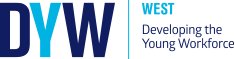 DYW
WEST
Developing the
Young Workforce